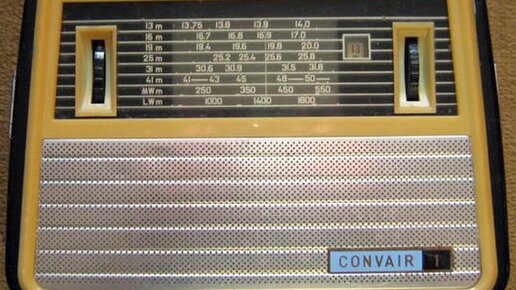 13 m 13.75 13.8 13.9 14.0
16 m 15.7 16.8 16.9 17.0
19 m 19.4 19.6 19.8 20.0
25 m 25.2 25.4 25.6 25.8
31 m 30.6 30.9 31.5 31.8
41 m 41—43 45 48—50—
MW m 250 350 450 550
LW m 1000 1400 1800
13
CONVAIR 1